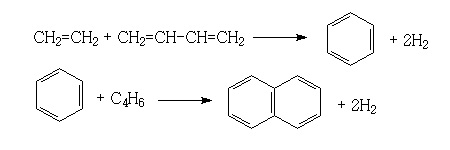 CH2=CH2 + CH2=CH-CH=CH2 + 2H2
+ C4H6 + 2H2